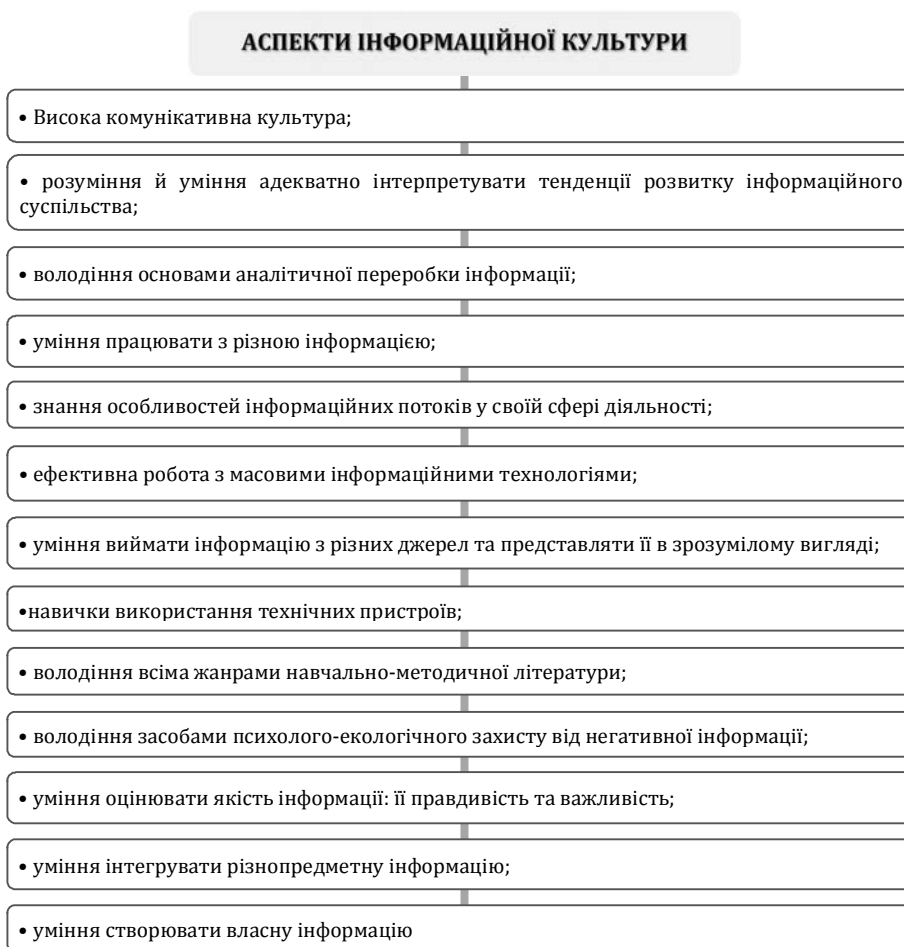 АСПЕКТИ ІНФОРМАЦІЙНОЇ КУЛЬТУРИ
• Висока комунікативна культура;
• розуміння й уміння адекватно інтерпретувати тенденції розвитку інформаційного
суспільства;
• володіння основами аналітичної переробки інформації;
• уміння працювати з різною інформацією;
• знання особливостей інформаційних потоків у своїй сфері діяльності;
• ефективна робота з масовими інформаційними технологіями;
• уміння виймати інформацію з різних джерел та представляти її в зрозумілому вигляді;
•навички використання технічних пристроїв;
• володіння всіма жанрами навчально-методичної літератури;
• володіння засобами психолого-екологічного захисту від негативної інформації;
• уміння оцінювати якість інформації: її правдивість та важливість;
• уміння інтегрувати різнопредметну інформацію;
• уміння створювати власну інформацію